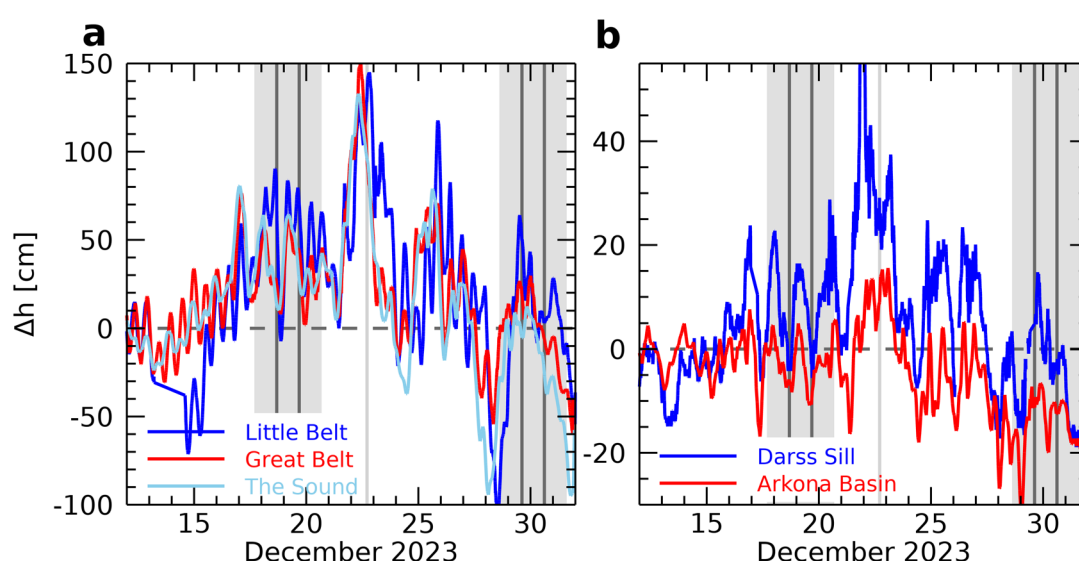 a
b
Δh [cm]
150
100
50
0
-50
-100
15
20
25
30
December 2023
Little Belt
Great Belt
The Sound
40
20
0
-20
15
20
25
30
December 2023
Darss Sill
Arkona Basin